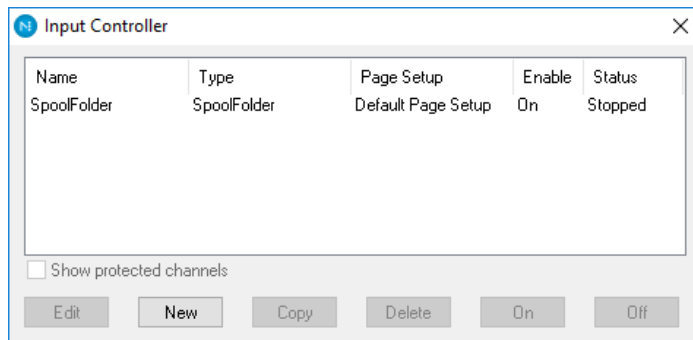 Input Controller
Name Type Page Setup Enable Status
SpoolFolder SpoolFolder Default Page Setup On Stopped
Show protected channels
Edit New Copy Delete On Off